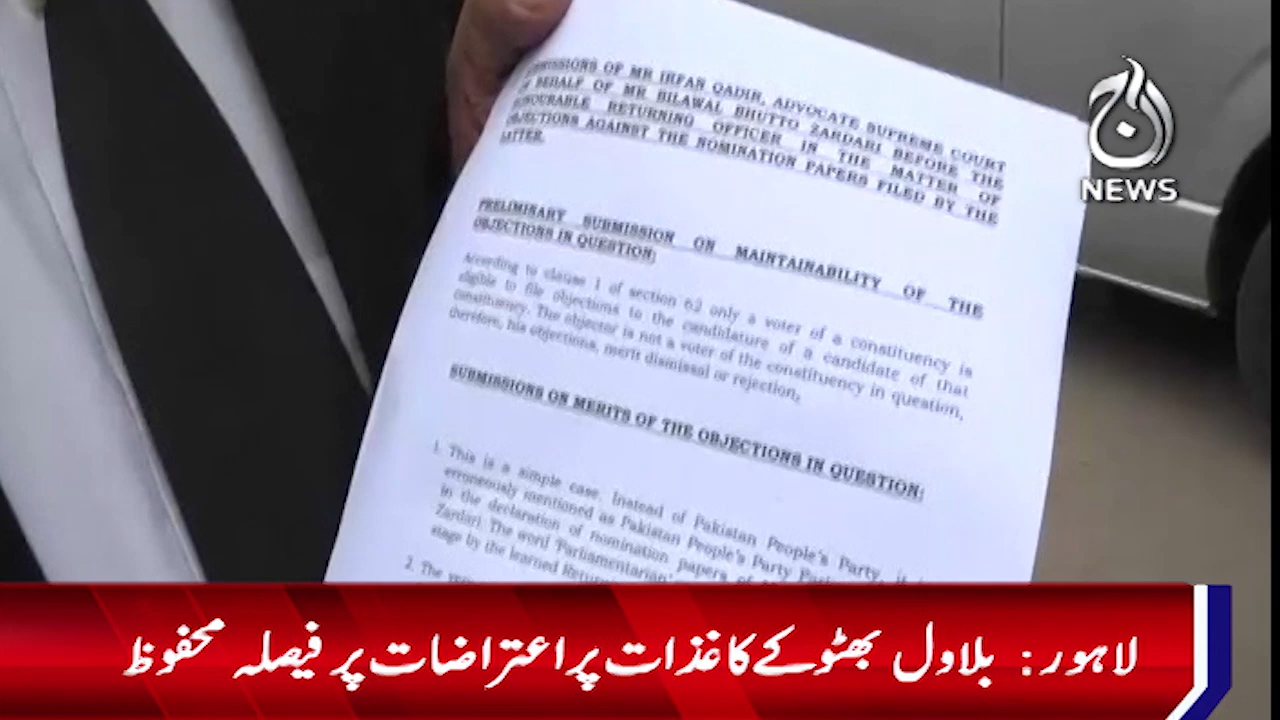 آج
NEWS
SUBMISSIONS OF MR IRFAN QADIR, ADVOCATE SUPREME COURT
BEHALF OF MR BILAWAL BHUTTO ZARDARI BEFORE THE
HONOURABLE RETURNING OFFICER IN THE MATTER OF
OBJECTIONS AGAINST THE NOMINATION PAPERS FILED BY THE
LATTER.
PRELIMINARY SUBMISSION ON MAINTAINABILITY OF THE
OBJECTIONS IN QUESTION:
According to clause 1 of section 62 only a voter of a constituency is
eligible to file objections to the candidature of a candidate of that
constituency. The objector is not a voter of the constituency in question,
therefore, his objections, merit dismissal or rejection.
SUBMISSIONS ON MERITS OF THE OBJECTIONS IN QUESTION:
1. This is a simple case. Instead of Pakistan People's Party, it
erroneously mentioned as Pakistan People's Party
in the declaration of nomination papers of
Zardari. The word 'Parliamentarian'
stage by the learned
2. The
لاہور: بلاول بھٹو کے کاغذات پر اعتراضات پر فیصلہ محفوظ